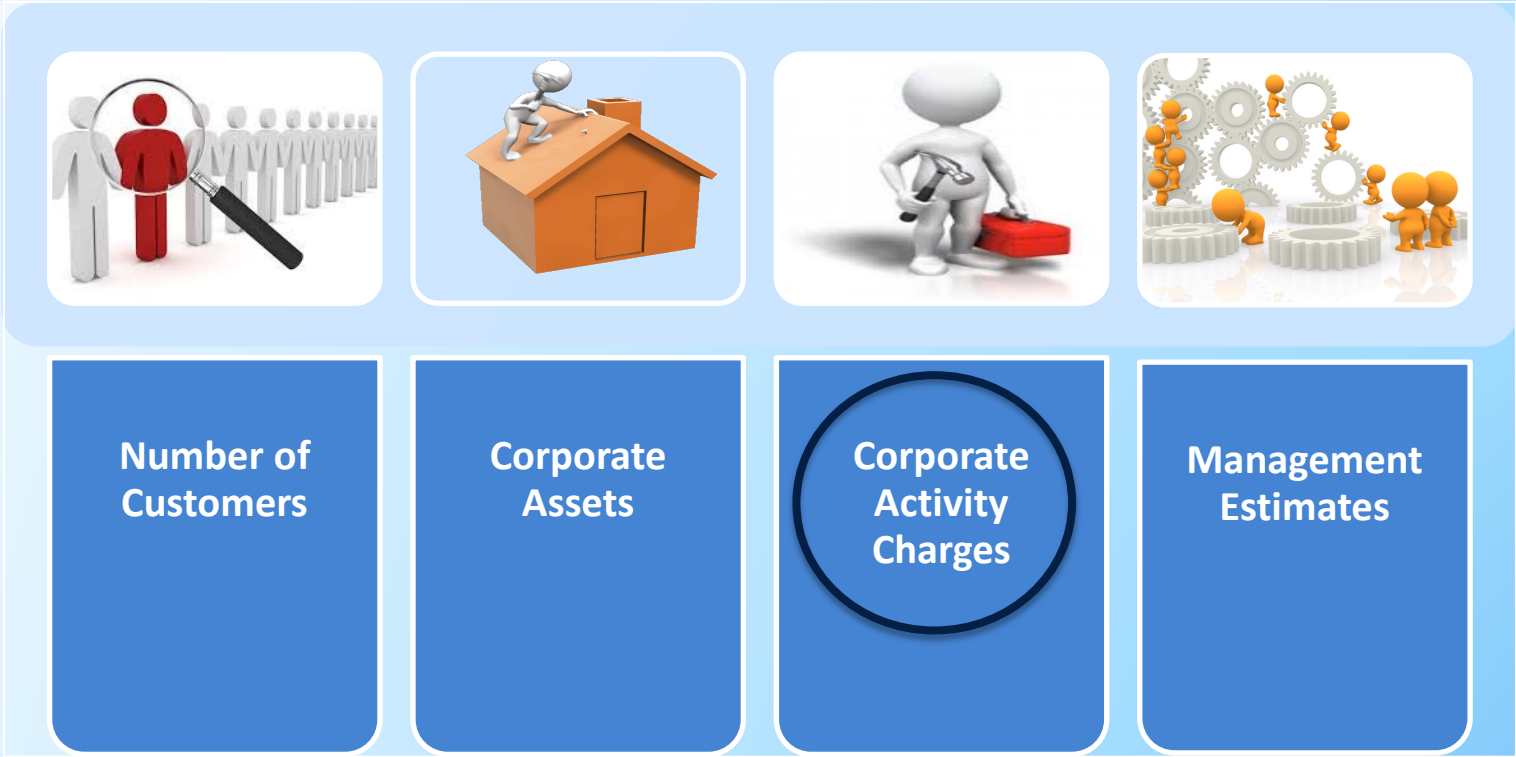 Number of
Customers
Corporate
Assets
Corporate
Activity
Charges
Management
Estimates